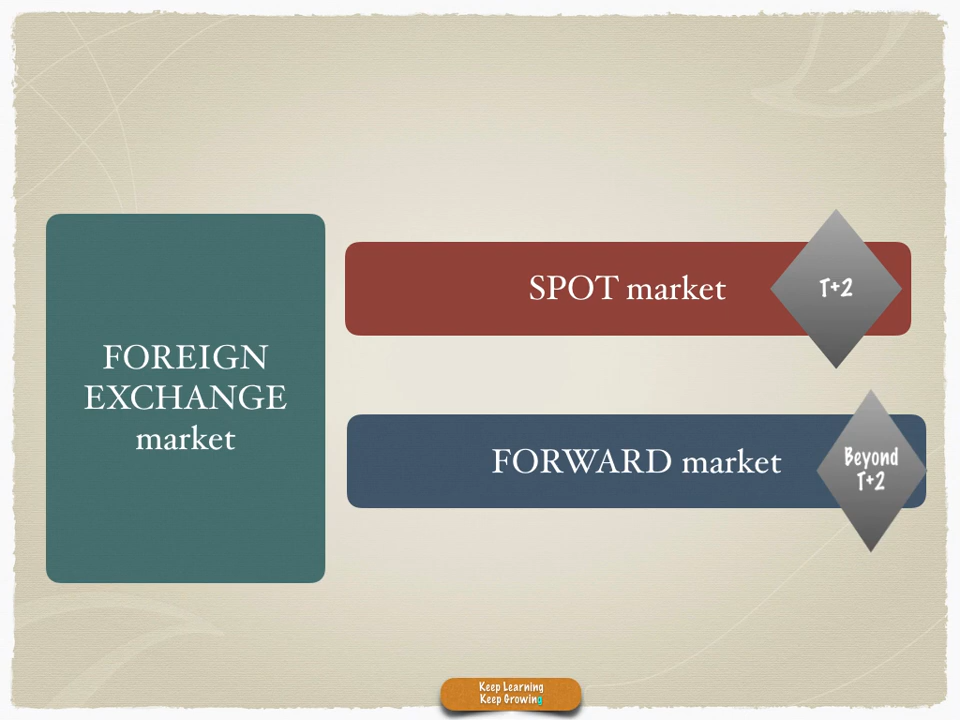 FOREIGN
EXCHANGE
market
SPOT market
T+2
FORWARD market
Beyond
T+2
Keep Learning
Keep Growing